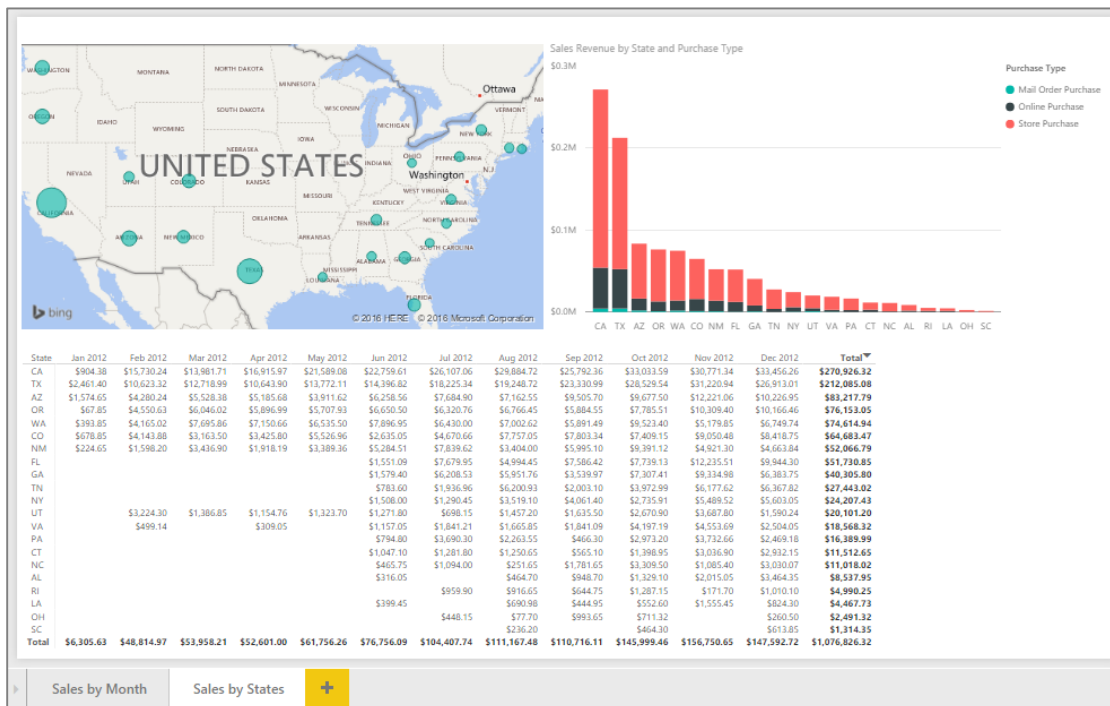 WASHINGTON
MONTANA
NORTH DAKOTA
MINNESOTA
Ottawa
OREGON
IDAHO
WYOMING
SOUTH DAKOTA
WISCONSIN
MICHIGAN
VERMONT
NEW YORK
NEBRASKA
IOWA
UNITED STATES
NEVADA
UTAH
COLORADO
KANSAS
MISSOURI
INDIANA
OHIO
PENNSYLVANIA
N.J.
Washington
WEST VIRGINIA
VIRGINIA
KENTUCKY
CALIFORNIA
ARIZONA
NEW MEXICO
OKLAHOMA
ARKANSAS
TENNESSEE
NORTH CAROLINA
SOUTH CAROLINA
TEXAS
LOUISIANA
MISSISSIPPI
ALABAMA
GEORGIA
FLORIDA
bing
© 2016 HERE © 2016 Microsoft Corporation
Sales Revenue by State and Purchase Type
$0.3M
$0.2M
$0.1M
$0.0M
CA TX AZ OR WA CO NM FL GA TN NY UT VA PA CT NC AL RI LA OH SC
Purchase Type
Mail Order Purchase
Online Purchase
Store Purchase
State Jan 2012 Feb 2012 Mar 2012 Apr 2012 May 2012 Jun 2012 Jul 2012 Aug 2012 Sep 2012 Oct 2012 Nov 2012 Dec 2012 Total
CA $904.38 $15,730.24 $13,981.71 $16,915.97 $21,589.08 $22,759.61 $26,107.06 $29,884.72 $25,792.36 $33,033.59 $30,771.34 $33,456.26 $270,926.32
TX $2,461.40 $10,623.32 $12,718.99 $10,643.90 $13,772.11 $14,396.82 $18,225.34 $19,248.72 $23,330.99 $28,529.54 $31,220.94 $26,913.01 $212,085.08
AZ $1,574.65 $4,280.24 $5,528.38 $5,185.68 $3,911.62 $6,258.56 $7,684.90 $7,162.55 $9,505.70 $9,677.50 $12,221.06 $10,226.95 $83,217.79
OR $67.85 $4,550.63 $6,046.02 $5,896.99 $5,707.93 $6,650.50 $6,320.76 $6,766.45 $5,884.55 $7,785.51 $10,309.40 $10,166.46 $76,153.05
WA $393.85 $4,165.02 $7,695.86 $7,150.66 $6,535.50 $7,896.95 $6,430.00 $7,002.62 $5,891.49 $9,523.40 $5,179.85 $6,749.74 $74,614.94
CO $678.85 $4,143.88 $3,163.50 $3,425.80 $5,526.96 $2,635.05 $4,670.66 $7,757.05 $7,803.34 $7,409.15 $9,050.48 $8,418.75 $64,683.47
NM $224.65 $1,598.20 $3,436.90 $1,918.19 $3,389.36 $5,284.51 $7,839.62 $3,404.00 $5,995.10 $9,391.12 $4,921.30 $4,663.84 $52,066.79
FL $1,551.09 $7,679.95 $4,994.45 $7,586.42 $7,739.13 $12,235.51 $9,944.30 $51,730.85
GA $1,579.40 $6,208.53 $5,951.76 $3,539.97 $7,307.41 $9,334.98 $6,383.75 $40,305.80
TN $783.60 $1,936.96 $6,200.93 $2,003.10 $3,972.99 $6,177.62 $6,367.82 $27,443.02
NY $1,508.00 $1,290.45 $3,519.10 $4,061.40 $2,735.91 $5,489.52 $5,603.05 $24,207.43
UT $3,224.30 $1,386.85 $1,154.76 $1,323.70 $1,271.80 $698.15 $1,457.20 $1,635.50 $2,670.90 $3,687.80 $1,590.24 $20,101.20
VA $499.14 $309.05 $1,157.05 $1,841.21 $1,665.85 $1,841.09 $4,197.19 $4,553.69 $2,504.05 $18,568.32
PA $794.80 $3,690.30 $2,263.55 $466.30 $2,973.20 $3,732.66 $2,469.18 $16,389.99
CT $1,047.10 $1,281.80 $1,250.65 $565.10 $1,398.95 $3,036.90 $2,932.15 $11,512.65
NC $465.75 $1,094.00 $251.65 $1,781.65 $3,309.50 $1,085.40 $3,030.07 $11,018.02
AL $316.05 $464.70 $948.70 $1,329.10 $2,015.05 $3,464.35 $8,537.95
RI $959.90 $916.65 $644.75 $1,287.15 $171.70 $1,010.10 $4,990.25
LA $399.45 $690.98 $444.95 $552.60 $1,555.45 $824.30 $4,467.73
OH $448.15 $77.70 $993.65 $711.32 $260.50 $2,491.32
SC $236.20 $464.30 $613.85 $1,314.35
Total $6,305.63 $48,814.97 $53,958.21 $52,601.00 $61,756.26 $76,756.09 $104,407.74 $111,167.48 $110,716.11 $145,999.46 $156,750.65 $147,592.72 $1,076,826.32
Sales by Month
Sales by States
+